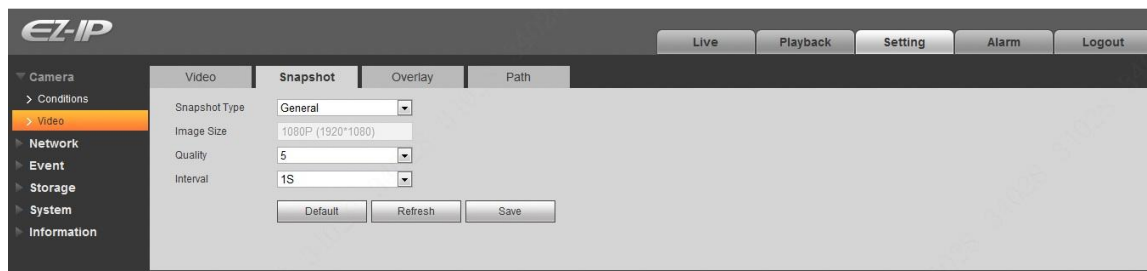 EZ-IP
Live Playback Setting Alarm Logout
Camera
Conditions
Video
Network
Event
Storage
System
Information
Video Snapshot Overlay Path
Snapshot Type General
Image Size 1080P (1920*1080)
Quality 5
Interval 1S
Default Refresh Save